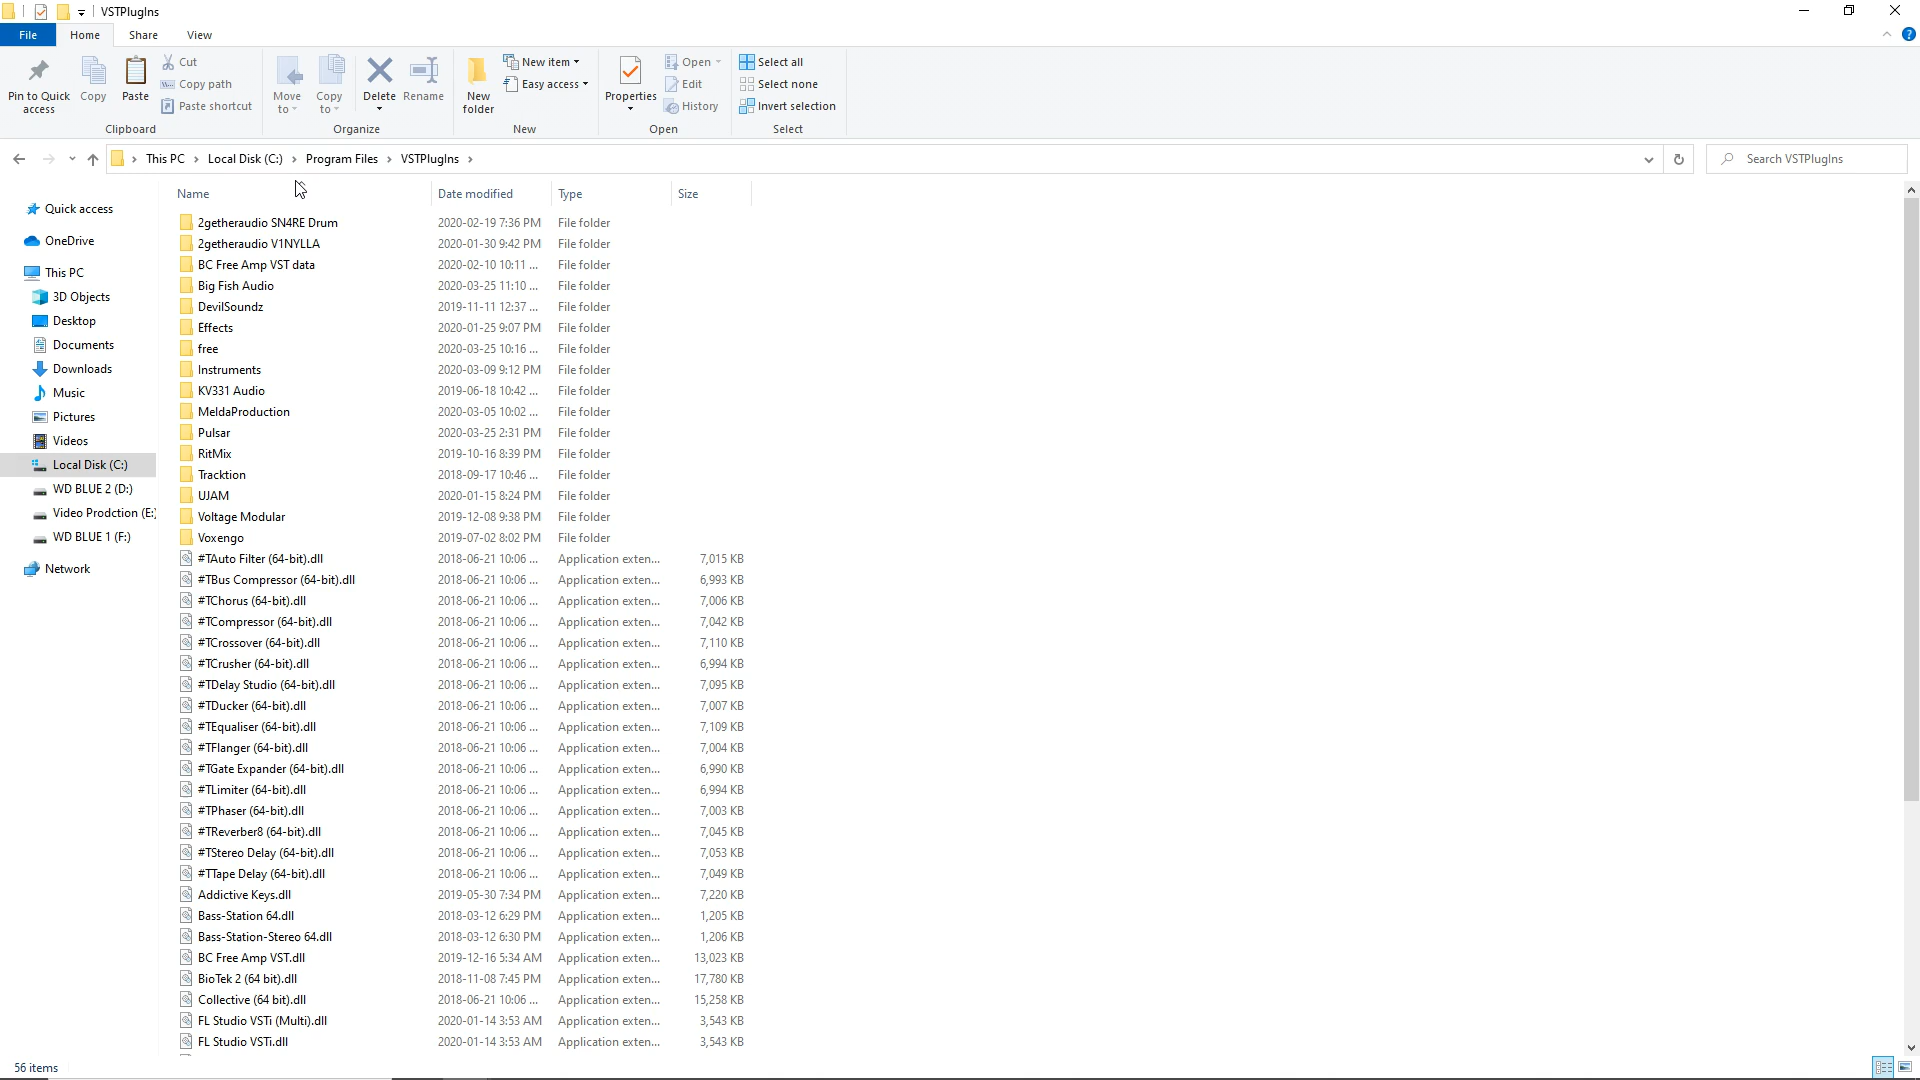 VSTPlugIns
File Home Share View
Pin to Quick access
Copy
Paste
Cut
Copy path
Paste shortcut
Clipboard
Move to
Copy to
Delete
Rename
Organize
New folder
New item
Easy access
New
Properties
Open
Edit
History
Open
Select all
Select none
Invert selection
Select
This PC › Local Disk (C:) › Program Files › VSTPlugIns ›
Search VSTPlugIns
Quick access
OneDrive
This PC
3D Objects
Desktop
Documents
Downloads
Music
Pictures
Videos
Local Disk (C:)
WD BLUE 2 (D:)
Video Prodction (E:)
WD BLUE 1 (F:)
Network
Name Date modified Type Size
2getheraudio SN4RE Drum 2020-02-19 7:36 PM File folder
2getheraudio V1NYLLA 2020-01-30 9:42 PM File folder
BC Free Amp VST data 2020-02-10 10:11 ... File folder
Big Fish Audio 2020-03-25 11:10 ... File folder
DevilSoundz 2019-11-11 12:37 ... File folder
Effects 2020-01-25 9:07 PM File folder
free 2020-03-25 10:16 ... File folder
Instruments 2020-03-09 9:12 PM File folder
KV331 Audio 2019-06-18 10:42 ... File folder
MeldaProduction 2020-03-05 10:02 ... File folder
Pulsar 2020-03-25 2:31 PM File folder
RitMix 2019-10-16 8:39 PM File folder
Tracktion 2018-09-17 10:46 ... File folder
UJAM 2020-01-15 8:24 PM File folder
Voltage Modular 2019-12-08 9:38 PM File folder
Voxengo 2019-07-02 8:02 PM File folder
#TAuto Filter (64-bit).dll 2018-06-21 10:06 ... Application exten... 7,015 KB
#TBus Compressor (64-bit).dll 2018-06-21 10:06 ... Application exten... 6,993 KB
#TChorus (64-bit).dll 2018-06-21 10:06 ... Application exten... 7,006 KB
#TCompressor (64-bit).dll 2018-06-21 10:06 ... Application exten... 7,042 KB
#TCrossover (64-bit).dll 2018-06-21 10:06 ... Application exten... 7,110 KB
#TCrusher (64-bit).dll 2018-06-21 10:06 ... Application exten... 6,994 KB
#TDelay Studio (64-bit).dll 2018-06-21 10:06 ... Application exten... 7,095 KB
#TDucker (64-bit).dll 2018-06-21 10:06 ... Application exten... 7,007 KB
#TEqualiser (64-bit).dll 2018-06-21 10:06 ... Application exten... 7,109 KB
#TFlanger (64-bit).dll 2018-06-21 10:06 ... Application exten... 7,004 KB
#TGate Expander (64-bit).dll 2018-06-21 10:06 ... Application exten... 6,990 KB
#TLimiter (64-bit).dll 2018-06-21 10:06 ... Application exten... 6,994 KB
#TPhaser (64-bit).dll 2018-06-21 10:06 ... Application exten... 7,003 KB
#TReverber8 (64-bit).dll 2018-06-21 10:06 ... Application exten... 7,045 KB
#TStereo Delay (64-bit).dll 2018-06-21 10:06 ... Application exten... 7,053 KB
#TTape Delay (64-bit).dll 2018-06-21 10:06 ... Application exten... 7,049 KB
Addictive Keys.dll 2019-05-30 7:34 PM Application exten... 7,220 KB
Bass-Station 64.dll 2018-03-12 6:29 PM Application exten... 1,205 KB
Bass-Station-Stereo 64.dll 2018-03-12 6:30 PM Application exten... 1,206 KB
BC Free Amp VST.dll 2019-12-16 5:34 AM Application exten... 13,023 KB
BioTek 2 (64 bit).dll 2018-11-08 7:45 PM Application exten... 17,780 KB
Collective (64 bit).dll 2018-06-21 10:06 ... Application exten... 15,258 KB
FL Studio VSTi (Multi).dll 2020-01-14 3:53 AM Application exten... 3,543 KB
FL Studio VSTi.dll 2020-01-14 3:53 AM Application exten... 3,543 KB
56 items